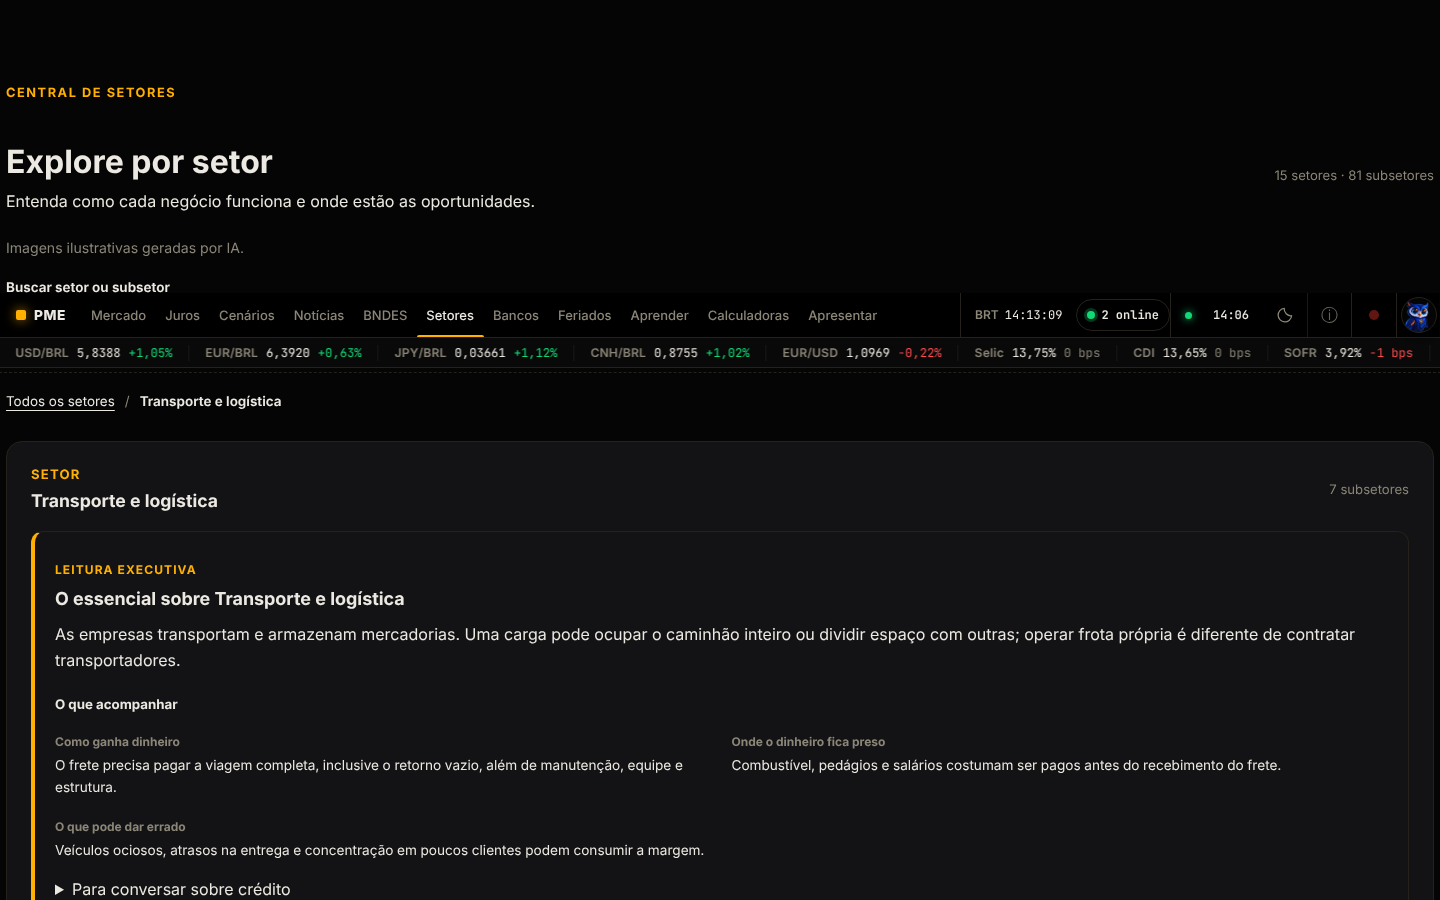 CENTRAL DE SETORES
Explore por setor
15 setores · 81 subsetores
Entenda como cada negócio funciona e onde estão as oportunidades.
Imagens ilustrativas geradas por IA.
Buscar setor ou subsetor
PME Mercado Juros Cenários Notícias BNDES Setores Bancos Feriados Aprender Calculadoras Apresentar BRT 14:13:09 2 online 14:06
USD/BRL 5,8388 +1,05% EUR/BRL 6,3920 +0,63% JPY/BRL 0,03661 +1,12% CNH/BRL 0,8755 +1,02% EUR/USD 1,0969 -0,22% Selic 13,75% 0 bps CDI 13,65% 0 bps SOFR 3,92% -1 bps
Todos os setores / Transporte e logística
SETOR
Transporte e logística
7 subsetores
LEITURA EXECUTIVA
O essencial sobre Transporte e logística
As empresas transportam e armazenam mercadorias. Uma carga pode ocupar o caminhão inteiro ou dividir espaço com outras; operar frota própria é diferente de contratar
transportadores.
O que acompanhar
Como ganha dinheiro
O frete precisa pagar a viagem completa, inclusive o retorno vazio, além de manutenção, equipe e
estrutura.
Onde o dinheiro fica preso
Combustível, pedágios e salários costumam ser pagos antes do recebimento do frete.
O que pode dar errado
Veículos ociosos, atrasos na entrega e concentração em poucos clientes podem consumir a margem.
Para conversar sobre crédito